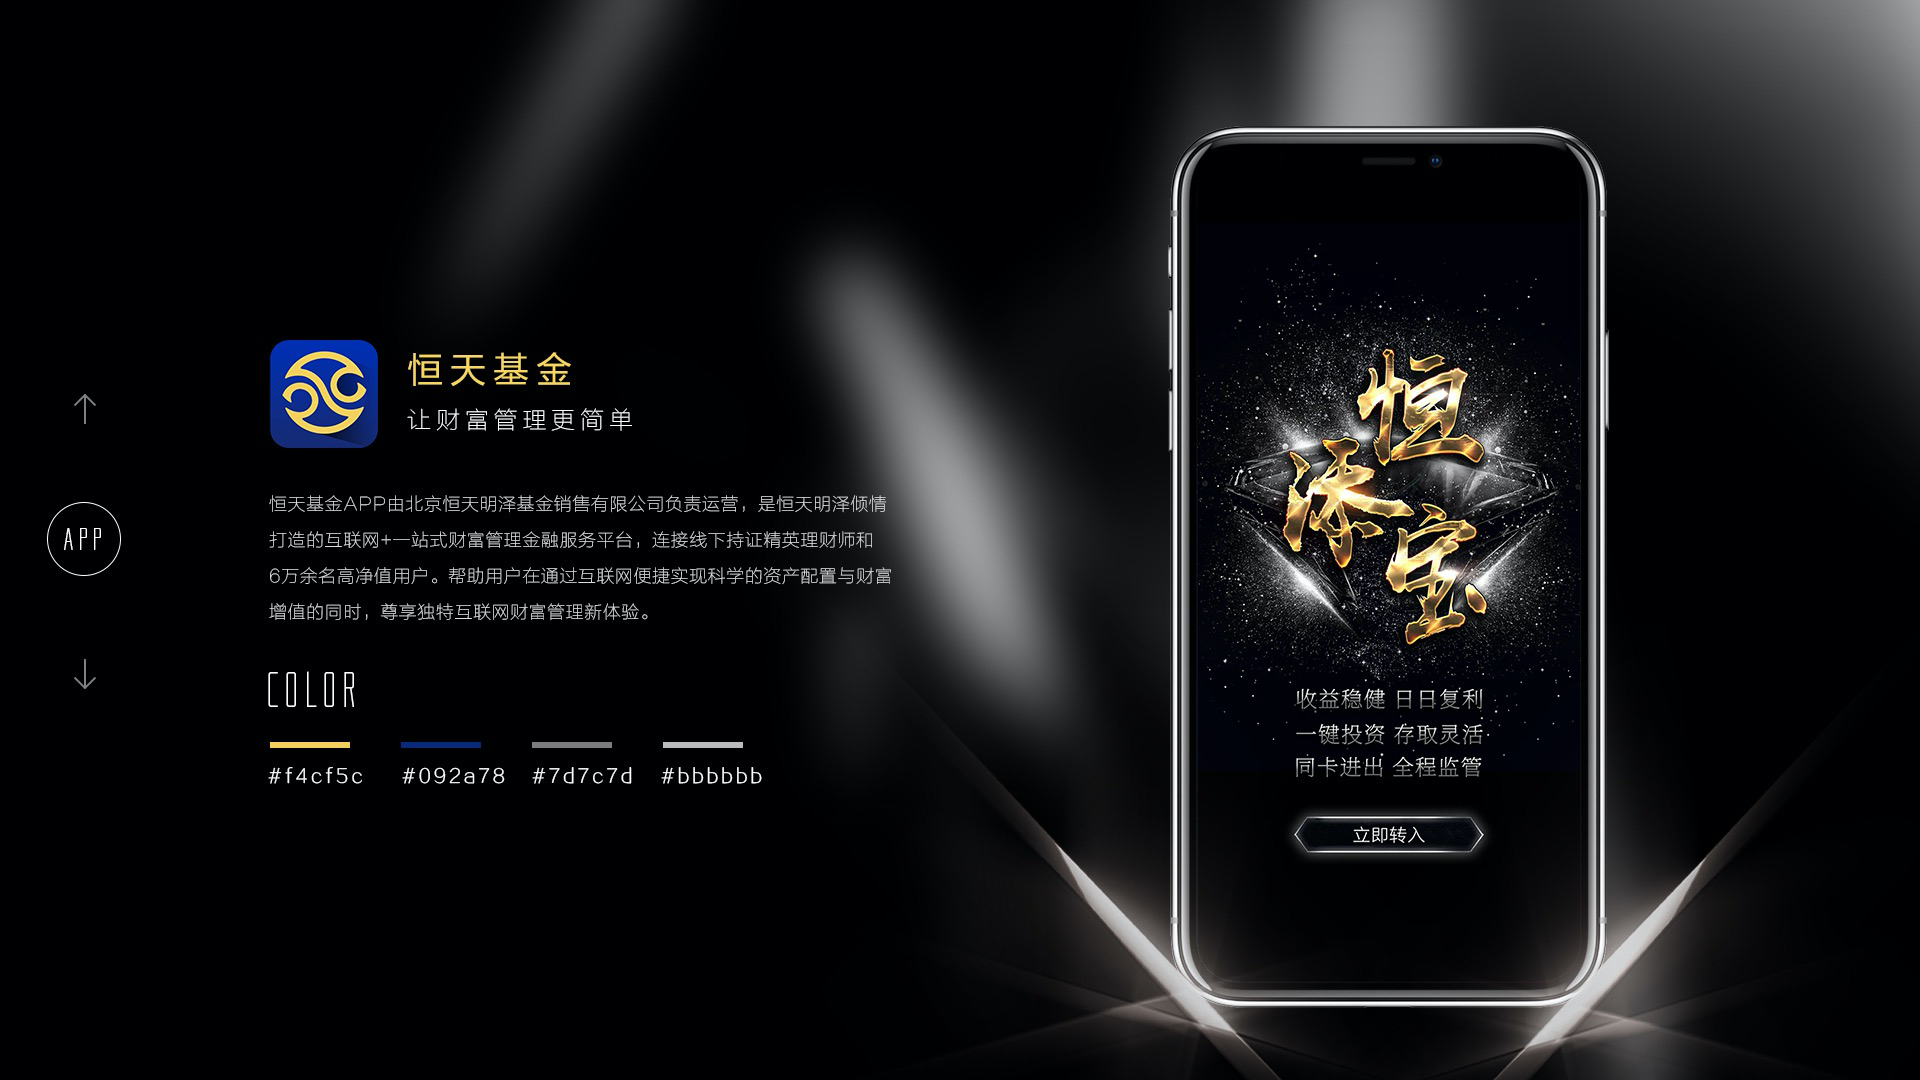 APP
恒天基金
让财富管理更简单
恒天基金APP由北京恒天明泽基金销售有限公司负责运营，是恒天明泽倾情
打造的互联网+一站式财富管理金融服务平台，连接线下持证精英理财师和
6万余名高净值用户。帮助用户在通过互联网便捷实现科学的资产配置与财富
增值的同时，尊享独特互联网财富管理新体验。
COLOR
#f4cf5c #092a78 #7d7c7d #bbbbbb
恒
添
宝
收益稳健 日日复利
一键投资 存取灵活
同卡进出 全程监管
立即转入